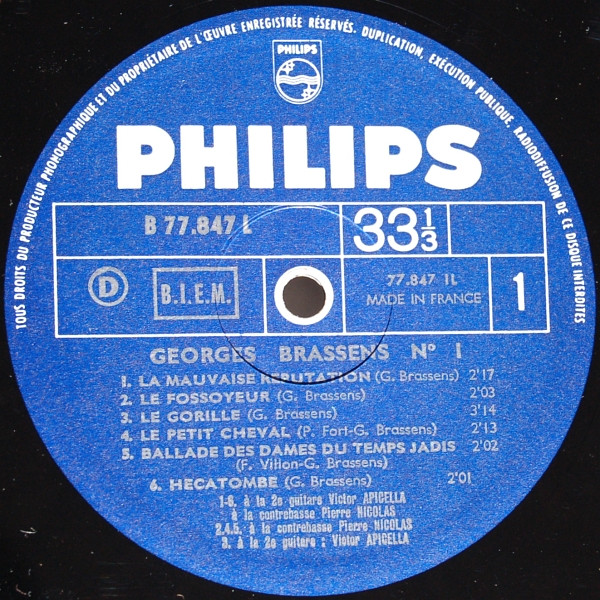 TOUS DROITS DU PRODUCTEUR PHONOGRAPHIQUE ET DU PROPRIÉTAIRE DE L'ŒUVRE ENREGISTRÉE RÉSERVÉS. DUPLICATION, EXÉCUTION PUBLIQUE, RADIODIFFUSION DE CE DISQUE INTERDITES
PHILIPS
PHILIPS
B 77.847 L
33 1/3
D
B.I.E.M.
77.847 1L
MADE IN FRANCE
1
GEORGES BRASSENS N° 1
1. LA MAUVAISE REPUTATION (G. Brassens) 2'17
2. LE FOSSOYEUR (G. Brassens) 2'03
3. LE GORILLE (G. Brassens) 3'14
4. LE PETIT CHEVAL (P. Fort-G. Brassens) 2'13
5. BALLADE DES DAMES DU TEMPS JADIS 2'02
(F. Villon-G. Brassens)
6. HECATOMBE (G. Brassens) 2'01
1-6. à la 2e guitare Victor APICELLA
à la contrebasse Pierre NICOLAS
2.4.5. à la contrebasse Pierre NICOLAS
3. à la 2e guitare : Victor APICELLA